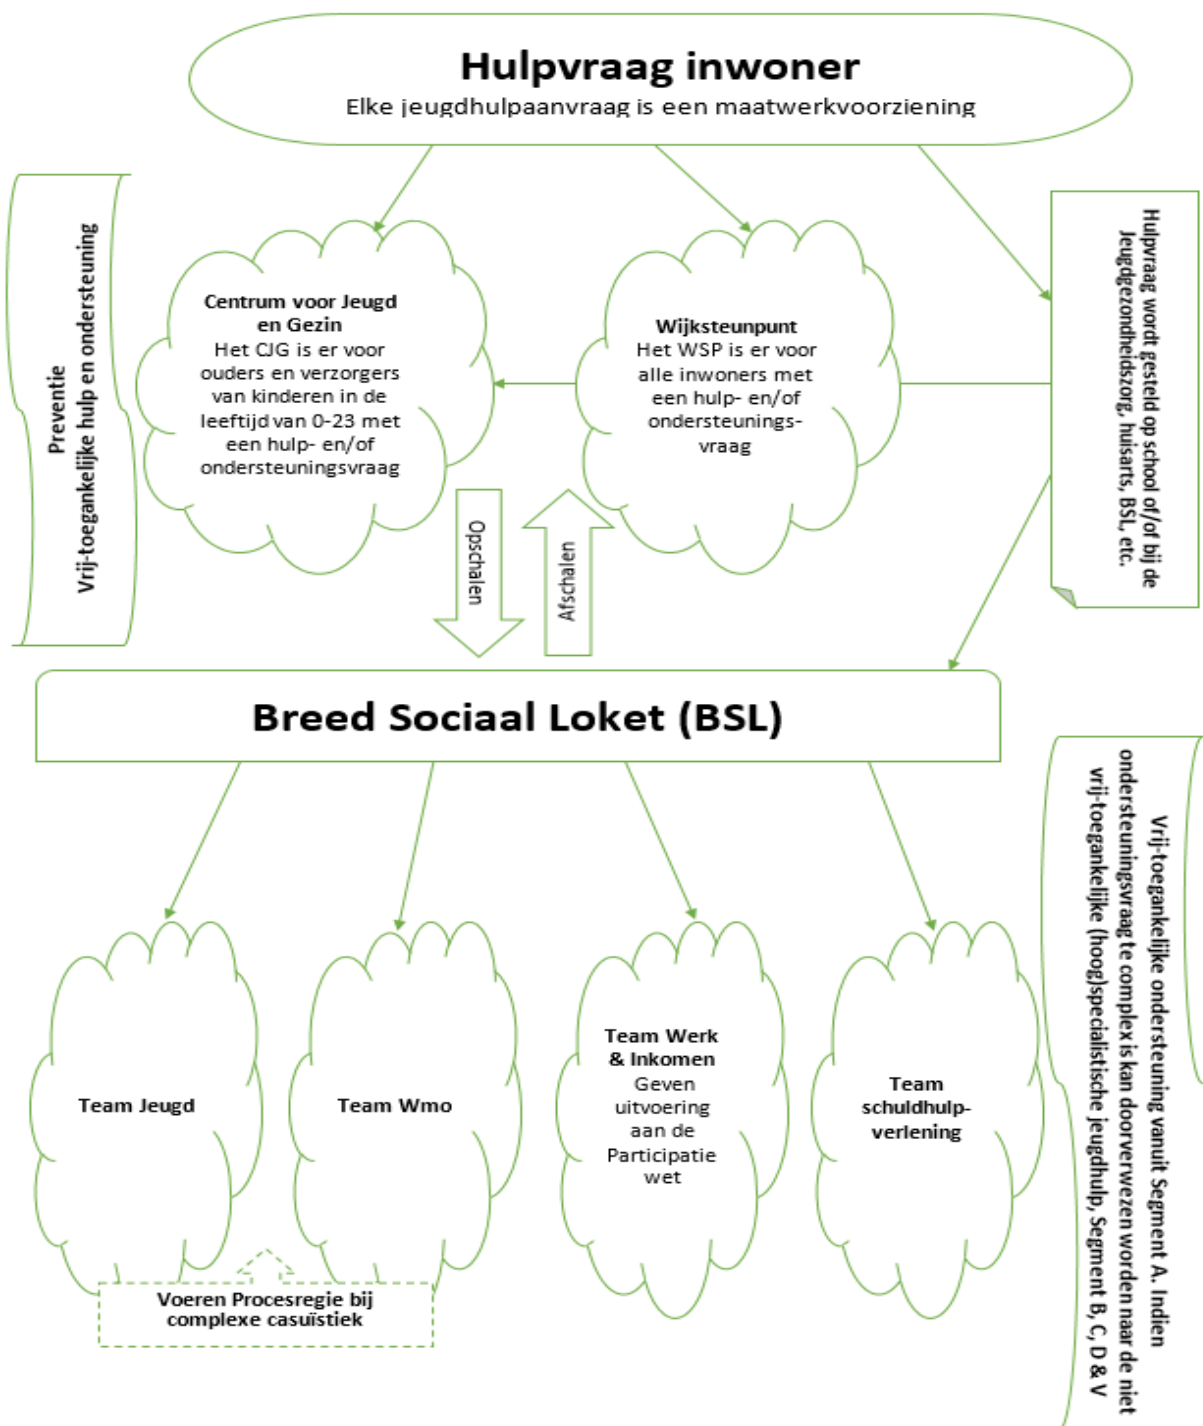 Hulpvraag inwoner
Elke jeugdhulpaanvraag is een maatwerkvoorziening
Preventie
Vrij-toegankelijke hulp en ondersteuning
Centrum voor Jeugd
en Gezin
Het CJG is er voor
ouders en verzorgers
van kinderen in de
leeftijd van 0-23 met
een hulp- en/of
ondersteuningsvraag
Wijksteunpunt
Het WSP is er voor
alle inwoners met
een hulp- en/of
ondersteunings-
vraag
Hulpvraag wordt gesteld op school of/of bij de
Jeugdgezondheidszorg, huisarts, BSL, etc.
Opschalen
Afschalen
Breed Sociaal Loket (BSL)
Vrij-toegankelijke ondersteuning vanuit Segment A. Indien
ondersteuningsvraag te complex is kan doorverwezen worden naar de niet
vrij-toegankelijke (hoog)specialistische jeugdhulp, Segment B, C, D & V
Team Jeugd
Team Wmo
Team Werk
& Inkomen
Geven
uitvoering
aan de
Participatie
wet
Team
schuldhulp-
verlening
Voeren Procesregie bij
complexe casuïstiek